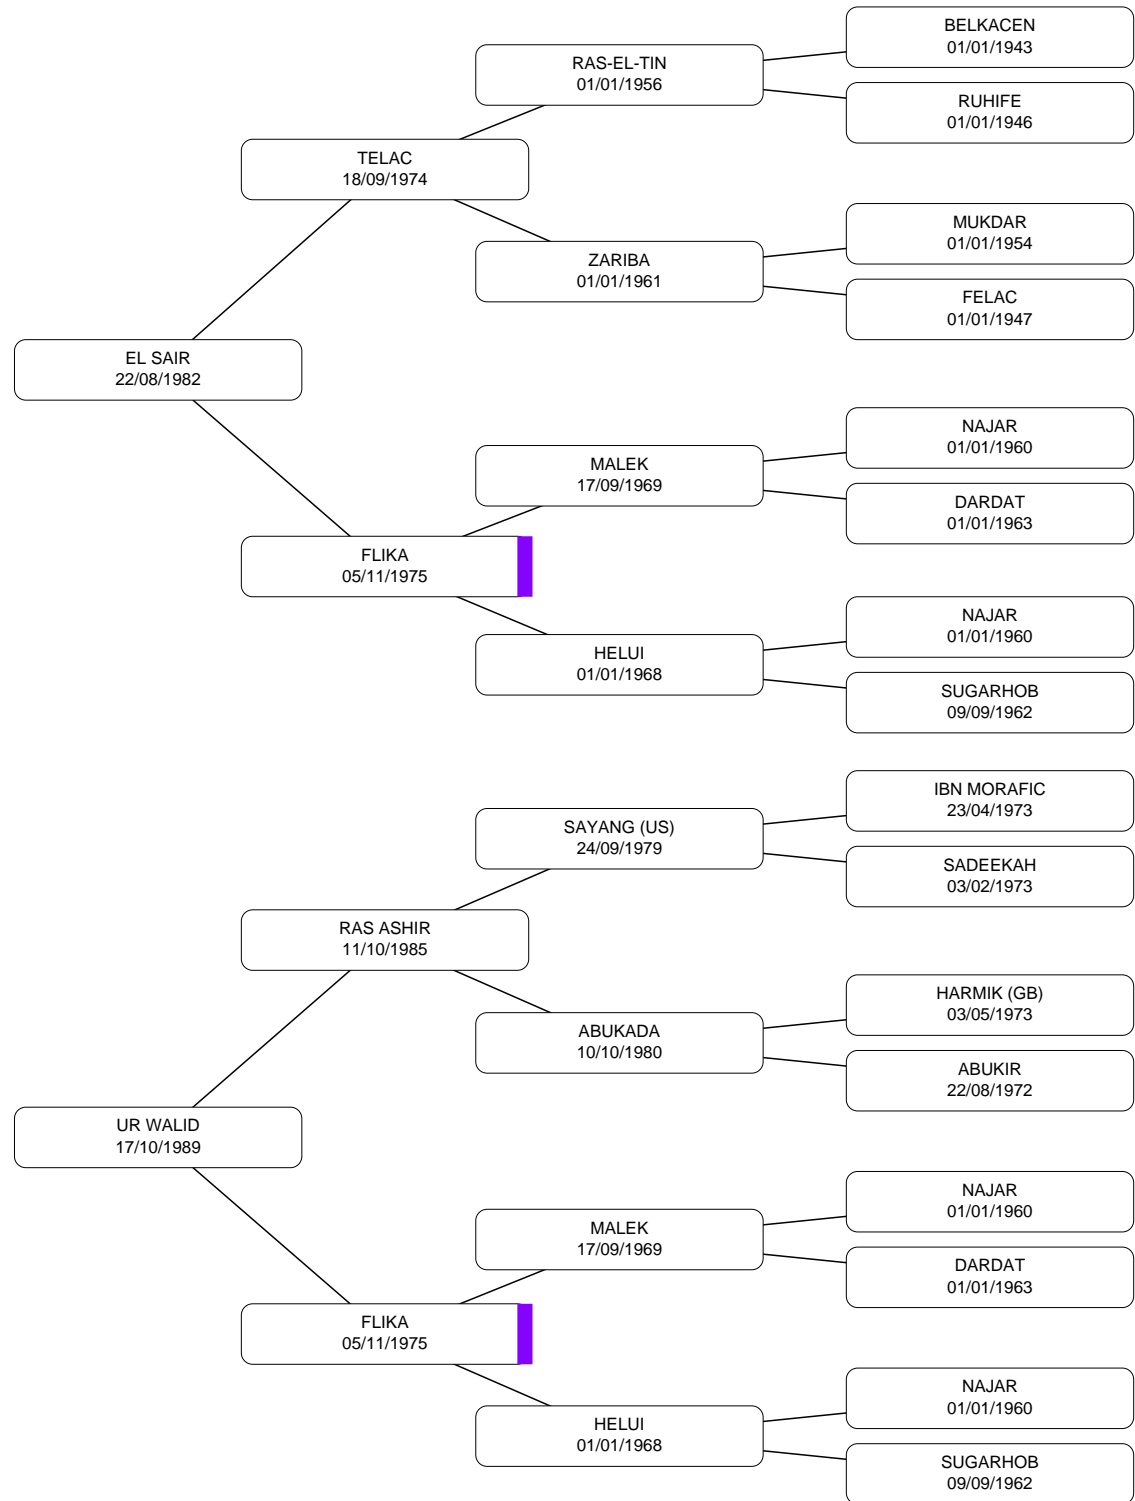 BELKACEN
01/01/1943
RAS-EL-TIN
01/01/1956
RUHIFE
01/01/1946
TELAC
18/09/1974
MUKDAR
01/01/1954
ZARIBA
01/01/1961
FELAC
01/01/1947
EL SAIR
22/08/1982
NAJAR
01/01/1960
MALEK
17/09/1969
DARDAT
01/01/1963
FLIKA
05/11/1975
NAJAR
01/01/1960
HELUI
01/01/1968
SUGARHOB
09/09/1962
IBN MORAFIC
23/04/1973
SAYANG (US)
24/09/1979
SADEEKAH
03/02/1973
RAS ASHIR
11/10/1985
HARMIK (GB)
03/05/1973
ABUKADA
10/10/1980
ABUKIR
22/08/1972
UR WALID
17/10/1989
NAJAR
01/01/1960
MALEK
17/09/1969
DARDAT
01/01/1963
FLIKA
05/11/1975
NAJAR
01/01/1960
HELUI
01/01/1968
SUGARHOB
09/09/1962